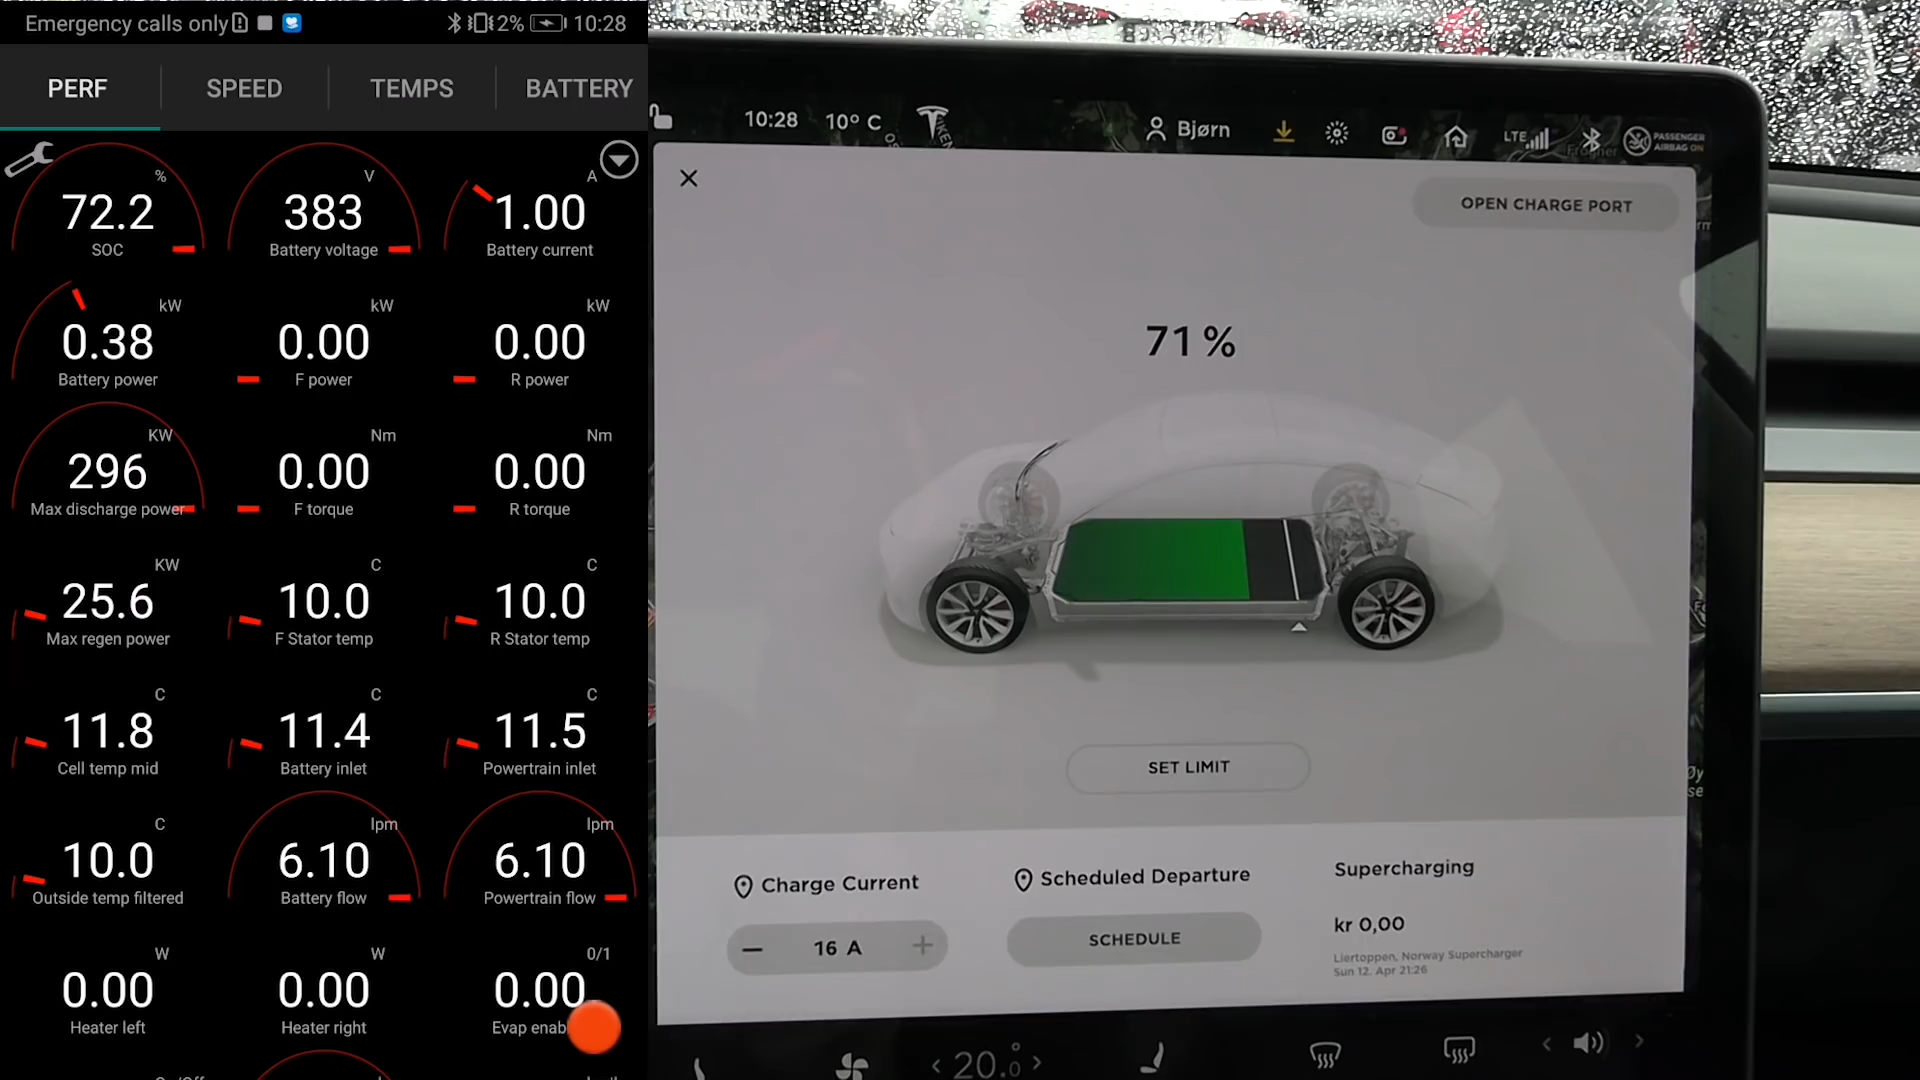 Emergency calls only
2% 10:28
PERF SPEED TEMPS BATTERY
% V A
72.2 383 1.00
SOC Battery voltage Battery current
kW kW kW
0.38 0.00 0.00
Battery power F power R power
KW Nm Nm
296 0.00 0.00
Max discharge power F torque R torque
KW C C
25.6 10.0 10.0
Max regen power F Stator temp R Stator temp
C C C
11.8 11.4 11.5
Cell temp mid Battery inlet Powertrain inlet
C lpm lpm
10.0 6.10 6.10
Outside temp filtered Battery flow Powertrain flow
W W 0/1
0.00 0.00 0.00
Heater left Heater right Evap enab
10:28 10° C Bjørn LTE PASSENGER
AIRBAG ON
OPEN CHARGE PORT
71 %
SET LIMIT
Charge Current Scheduled Departure Supercharging
16 A SCHEDULE kr 0,00
Liertoppen, Norway Supercharger
Sun 12. Apr 21:26
20.0°